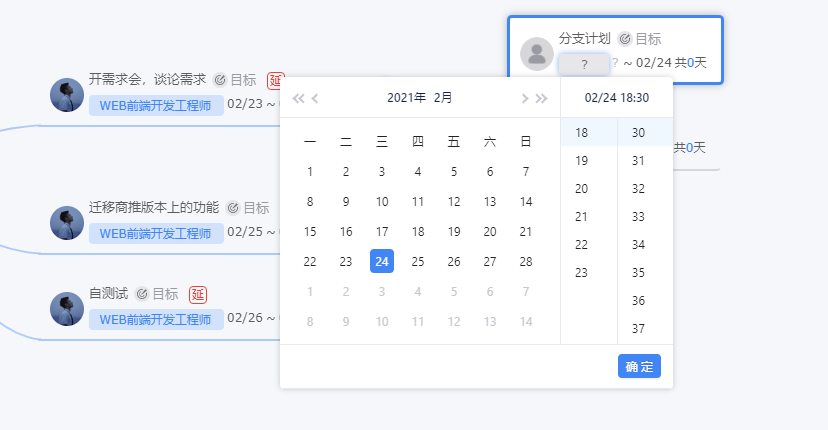 分支计划 目标
? ? ~ 02/24 共0天
开需求会，谈论需求 目标 延
WEB前端开发工程师 02/23 ~
2021年 2月 02/24 18:30
一 二 三 四 五 六 日 18 30
1 2 3 4 5 6 7 19 31
8 9 10 11 12 13 14 20 32
15 16 17 18 19 20 21 21 33
22 23 24 25 26 27 28 22 34
1 2 3 4 5 6 7 23 35
8 9 10 11 12 13 14 36
37
确 定
共0天
迁移商推版本上的功能 目标
WEB前端开发工程师 02/25 ~
自测试 目标 延
WEB前端开发工程师 02/26 ~